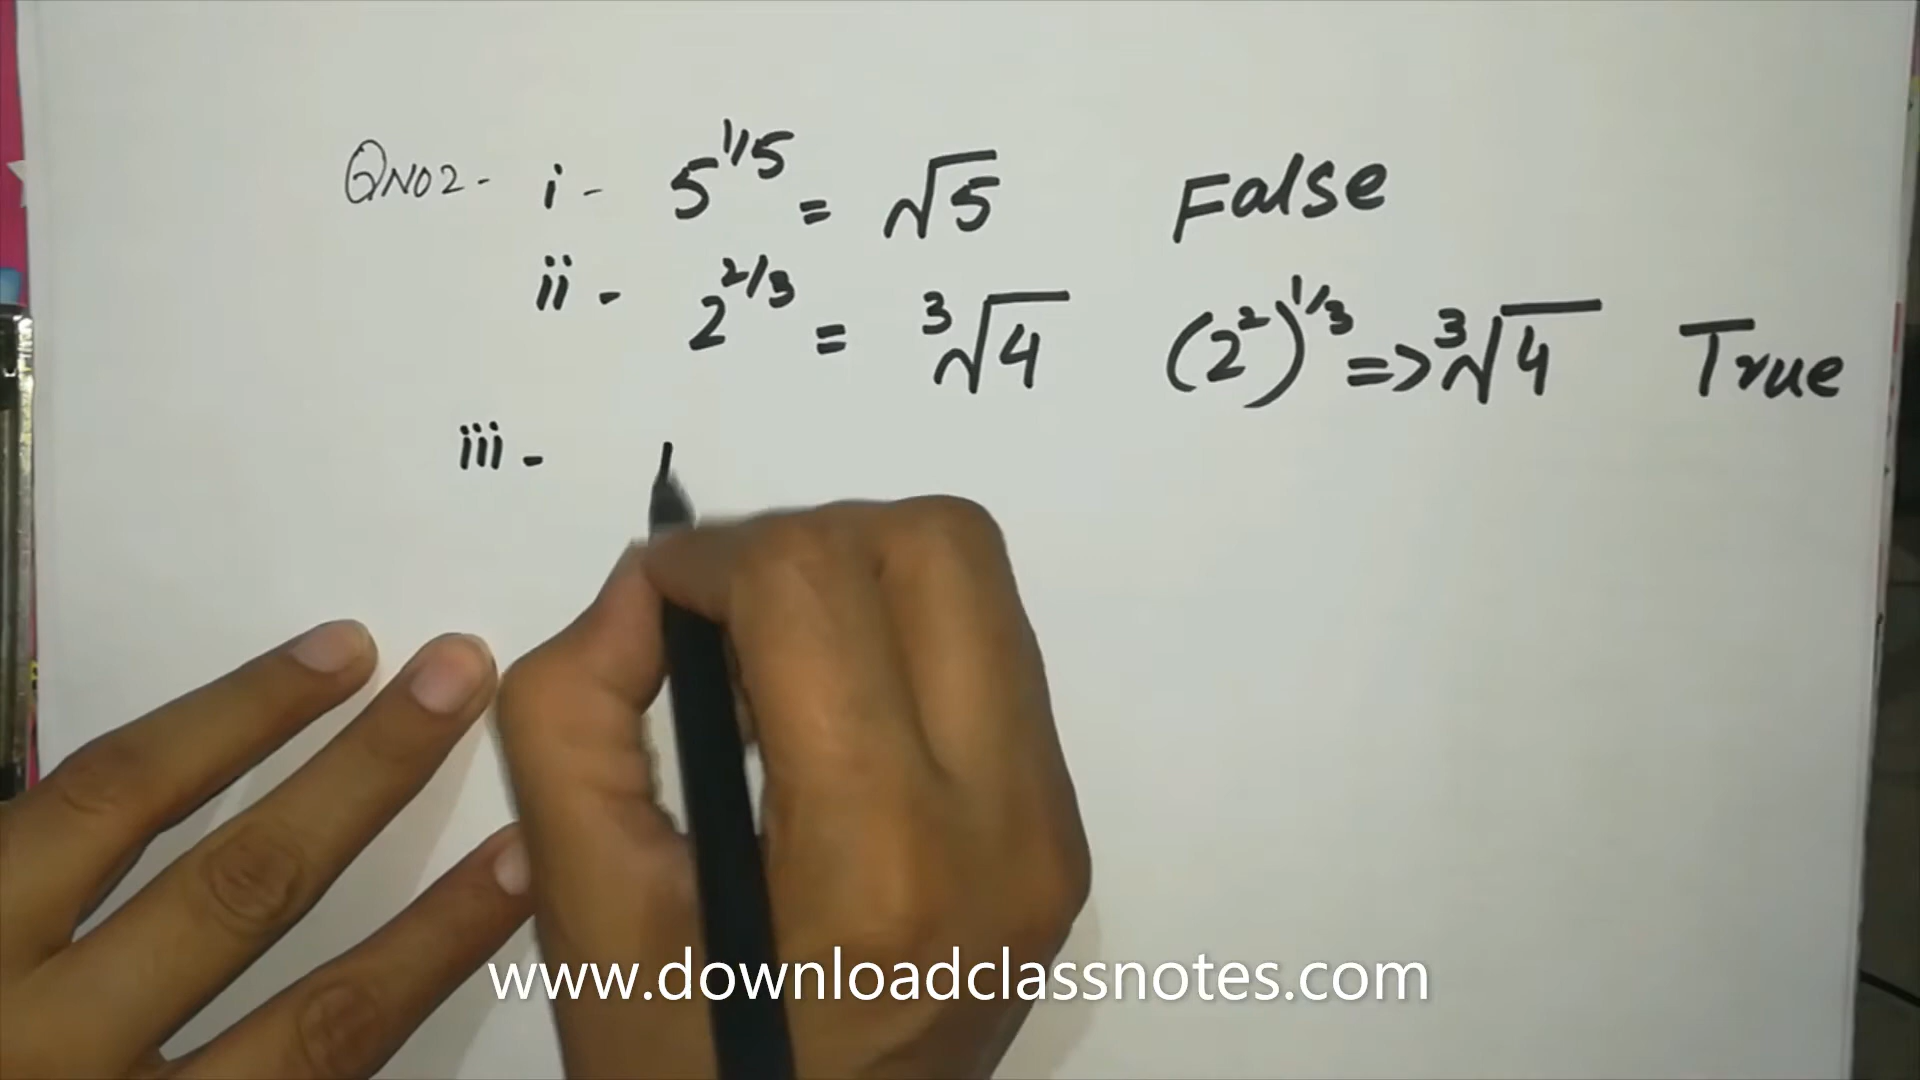 QNO2- i - 5^1/5 = √5 False
ii - 2^2/3 = ³√4 (2²)^1/3 => ³√4 True
iii -
www.downloadclassnotes.com